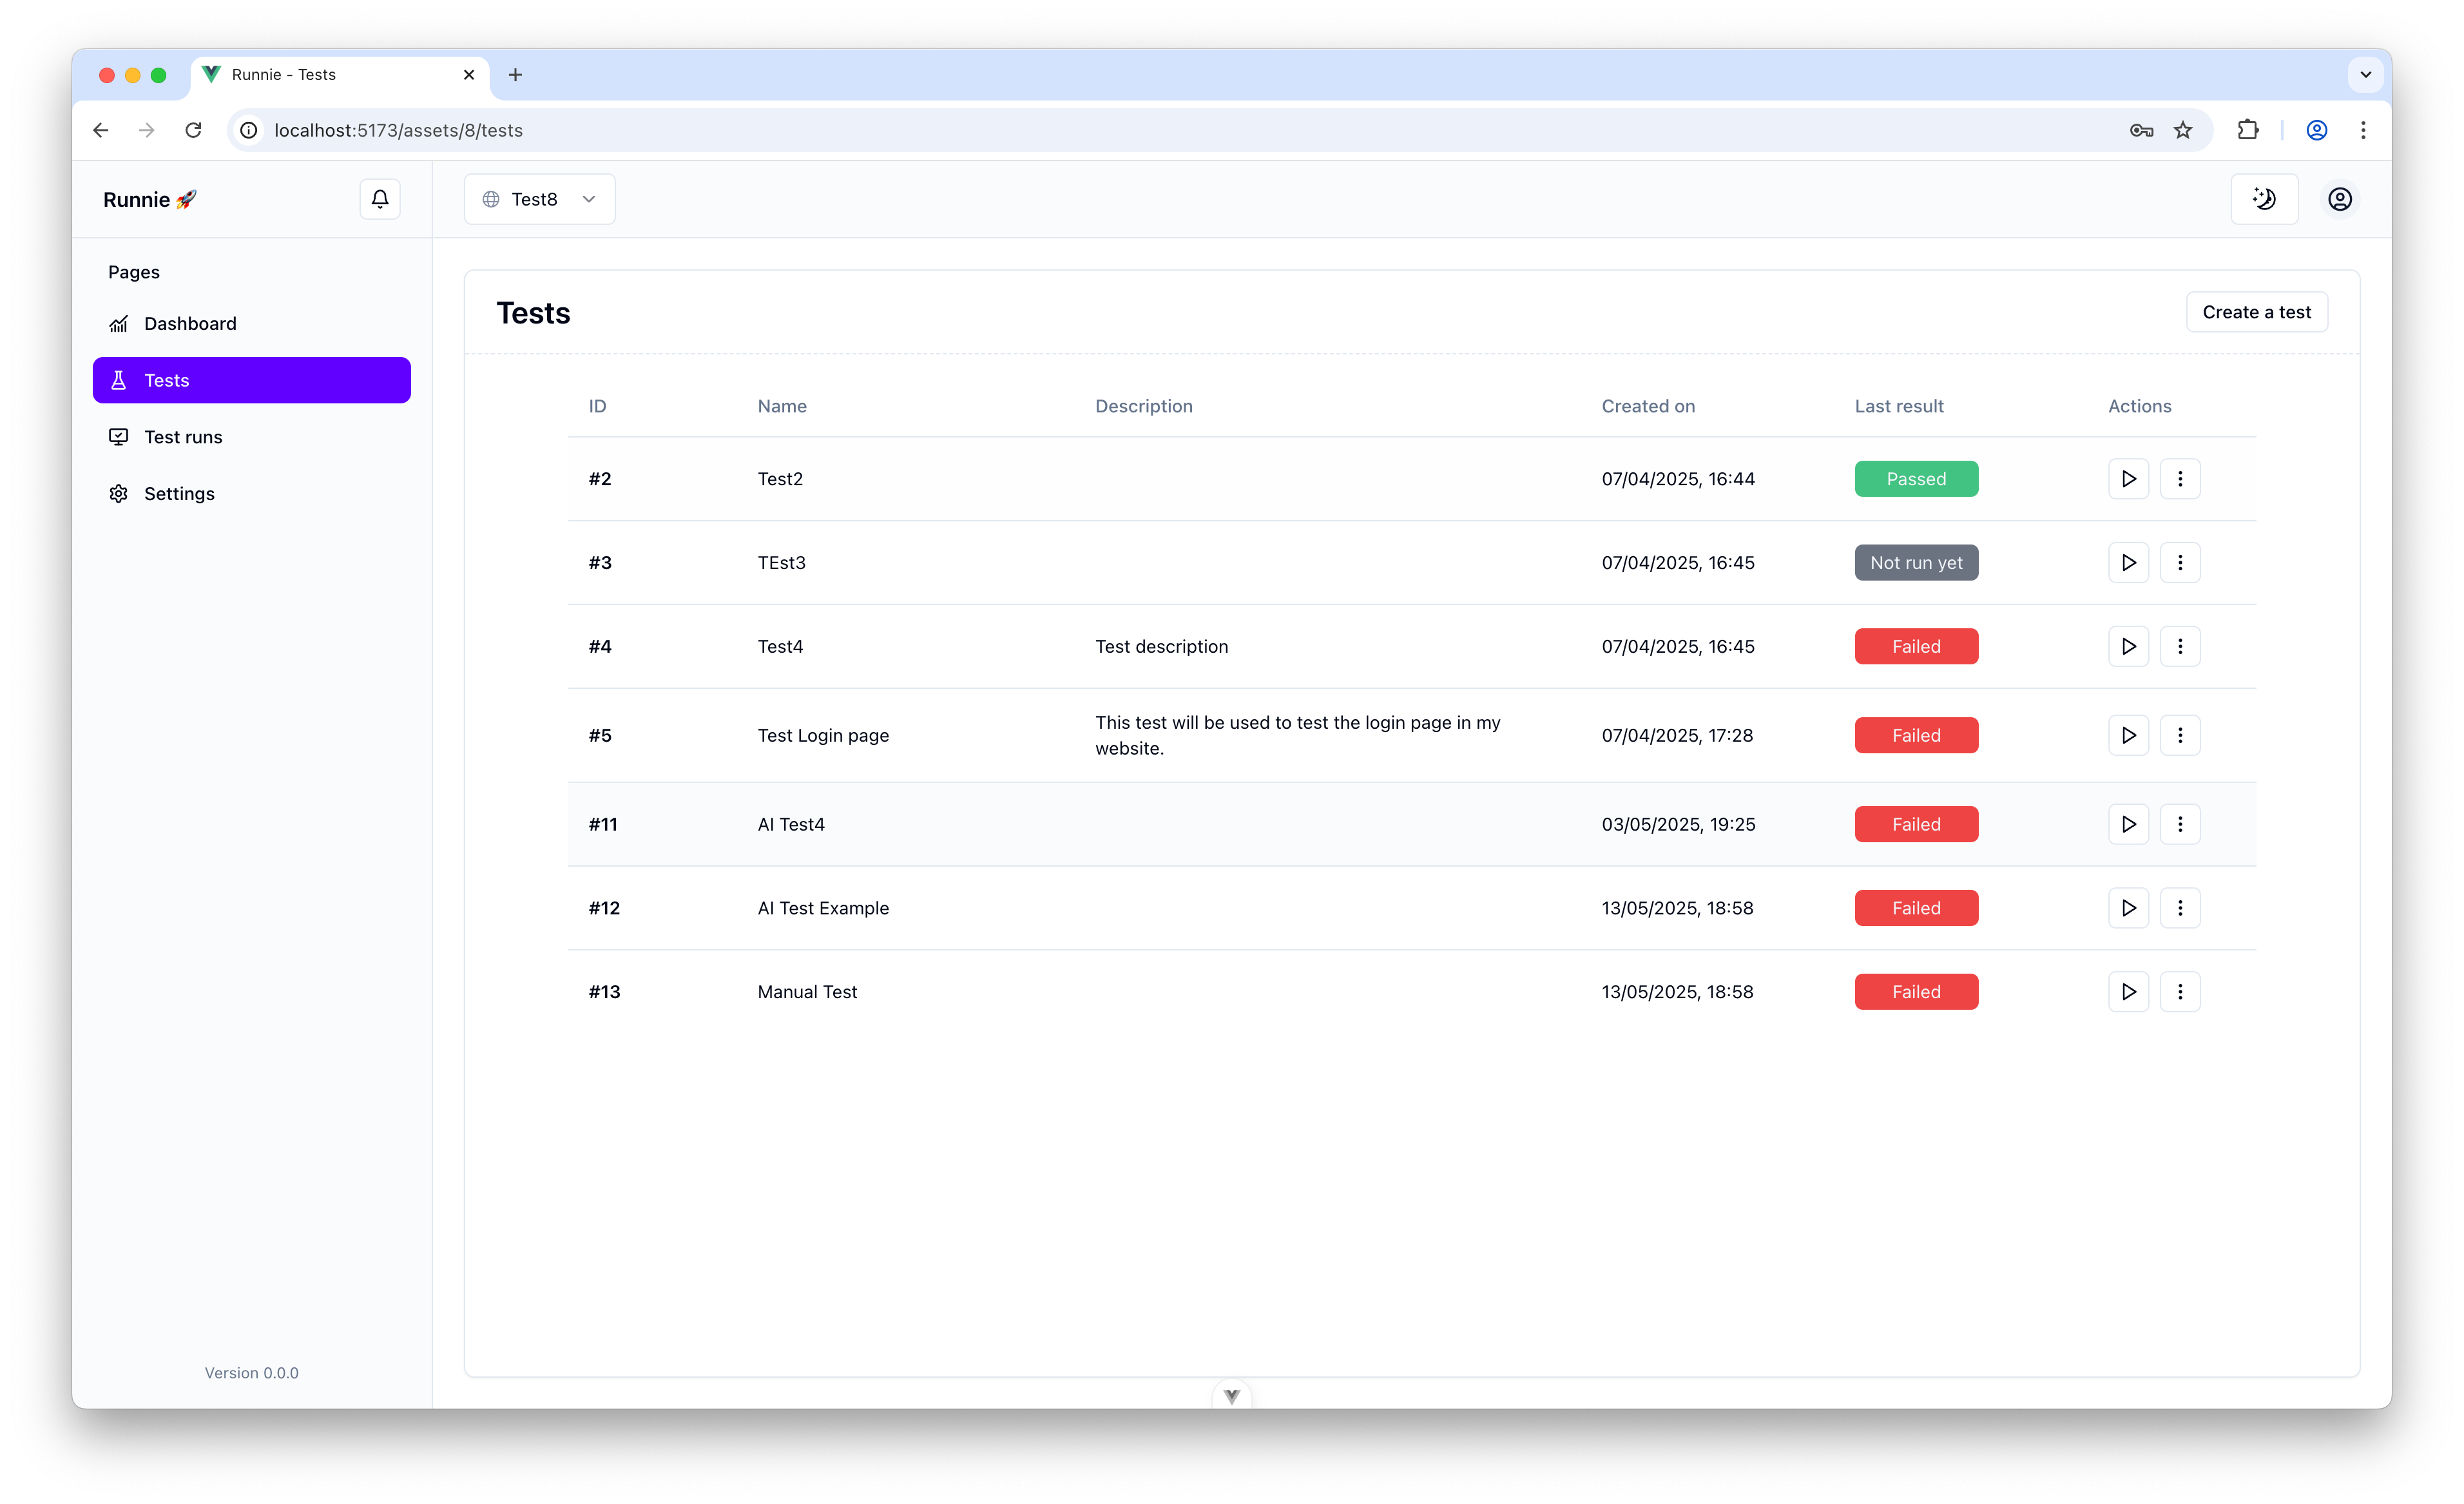 Runnie - Tests
localhost:5173/assets/8/tests
Runnie 🚀
Test8
Pages
Dashboard
Tests
Test runs
Settings
Version 0.0.0
Tests
Create a test
ID Name Description Created on Last result Actions
#2 Test2 07/04/2025, 16:44 Passed
#3 TEst3 07/04/2025, 16:45 Not run yet
#4 Test4 Test description 07/04/2025, 16:45 Failed
#5 Test Login page This test will be used to test the login page in my
website. 07/04/2025, 17:28 Failed
#11 AI Test4 03/05/2025, 19:25 Failed
#12 AI Test Example 13/05/2025, 18:58 Failed
#13 Manual Test 13/05/2025, 18:58 Failed